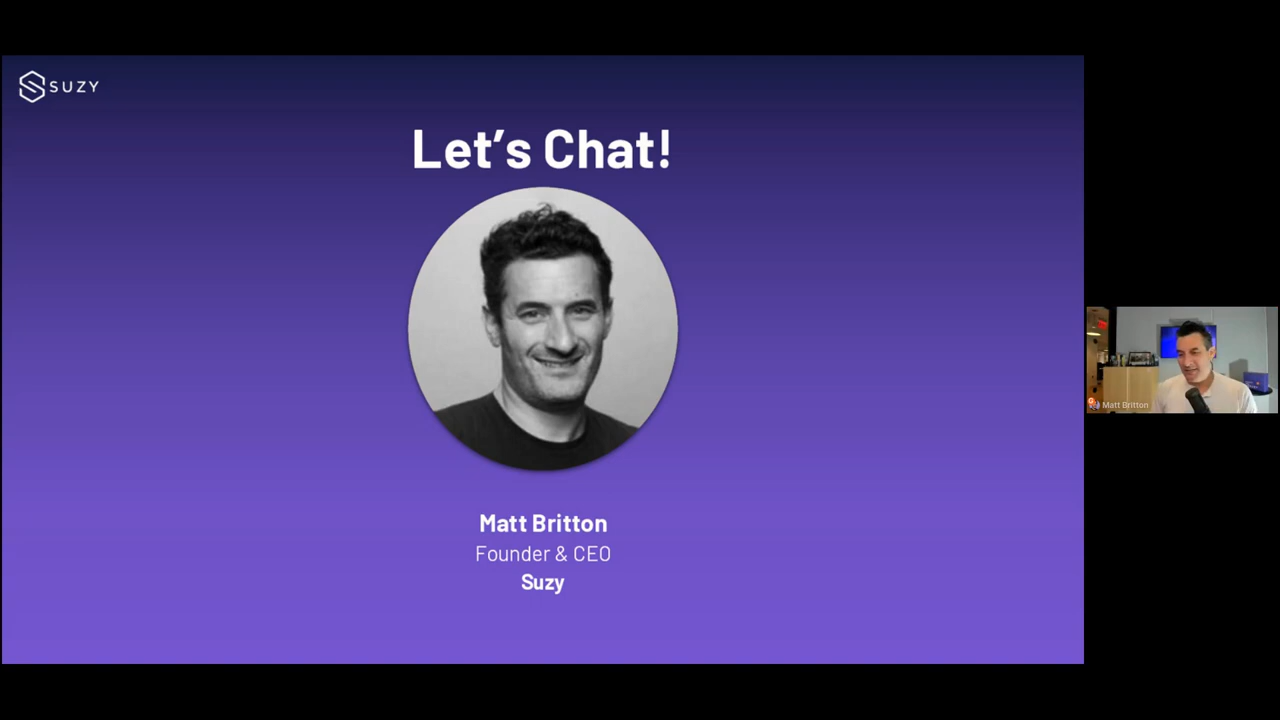 SUZY
Let’s Chat!
Matt Britton
Founder & CEO
Suzy
Matt Britton